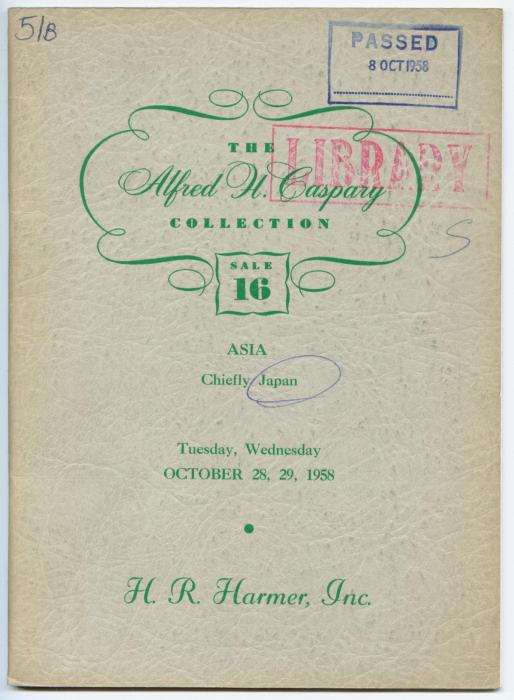 51B
PASSED
8 OCT 1958
THE
LIBRARY
Alfred H. Caspary
COLLECTION
S
SALE
16
ASIA
Chiefly Japan
Tuesday, Wednesday
OCTOBER 28, 29, 1958
H. R. Harmer, Inc.